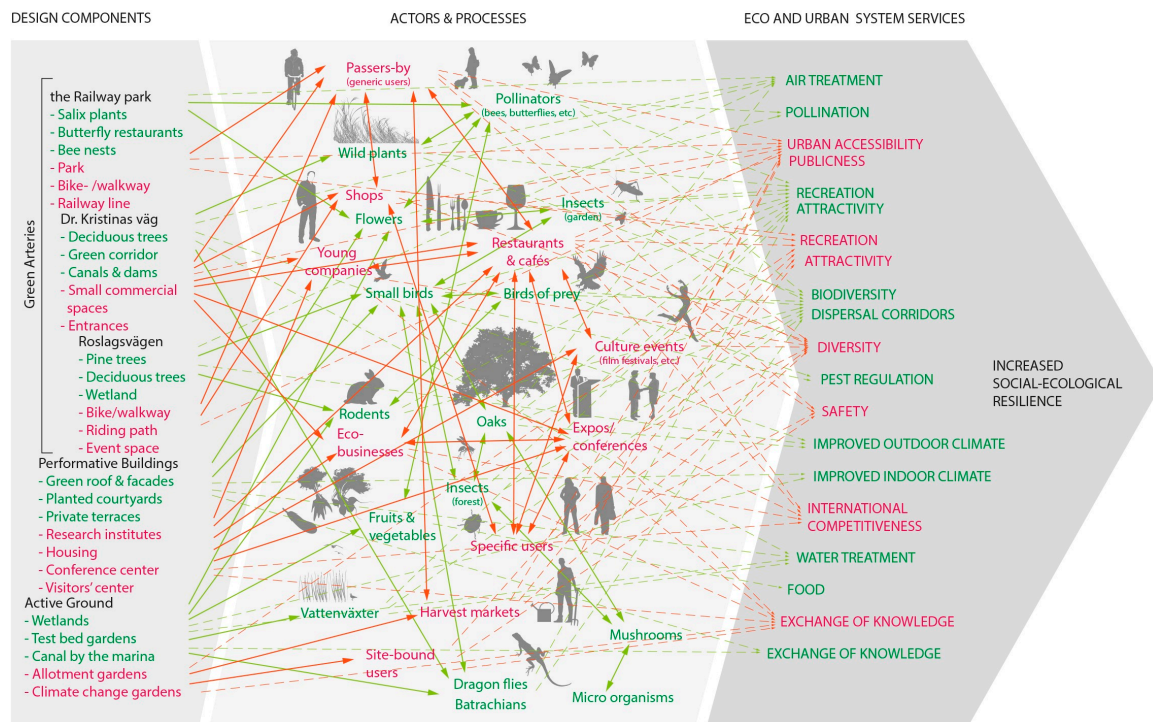 DESIGN COMPONENTS
ACTORS & PROCESSES
ECO AND URBAN SYSTEM SERVICES
Green Arteries
the Railway park
- Salix plants
- Butterfly restaurants
- Bee nests
- Park
- Bike- /walkway
- Railway line
Dr. Kristinas väg
- Deciduous trees
- Green corridor
- Canals & dams
- Small commercial
spaces
- Entrances
Roslagsvägen
- Pine trees
- Deciduous trees
- Wetland
- Bike/walkway
- Riding path
- Event space
Performative Buildings
- Green roof & facades
- Planted courtyards
- Private terraces
- Research institutes
- Housing
- Conference center
- Visitors' center
Active Ground
- Wetlands
- Test bed gardens
- Canal by the marina
- Allotment gardens
- Climate change gardens
Passers-by
(generic users)
Pollinators
(bees, butterflies, etc)
Wild plants
Shops
Flowers
Insects
(garden)
Restaurants
& cafés
Young
companies
Small birds
Birds of prey
Culture events
(film festivals, etc.)
Rodents
Oaks
Eco-
businesses
Expos/
conferences
Insects
(forest)
Fruits &
vegetables
Specific users
Vattenväxter
Harvest markets
Mushrooms
Site-bound
users
Dragon flies
Batrachians
Micro organisms
AIR TREATMENT
POLLINATION
URBAN ACCESSIBILITY
PUBLICNESS
RECREATION
ATTRACTIVITY
RECREATION
ATTRACTIVITY
BIODIVERSITY
DISPERSAL CORRIDORS
DIVERSITY
PEST REGULATION
SAFETY
IMPROVED OUTDOOR CLIMATE
IMPROVED INDOOR CLIMATE
INTERNATIONAL
COMPETITIVENESS
WATER TREATMENT
FOOD
EXCHANGE OF KNOWLEDGE
EXCHANGE OF KNOWLEDGE
INCREASED
SOCIAL-ECOLOGICAL
RESILIENCE